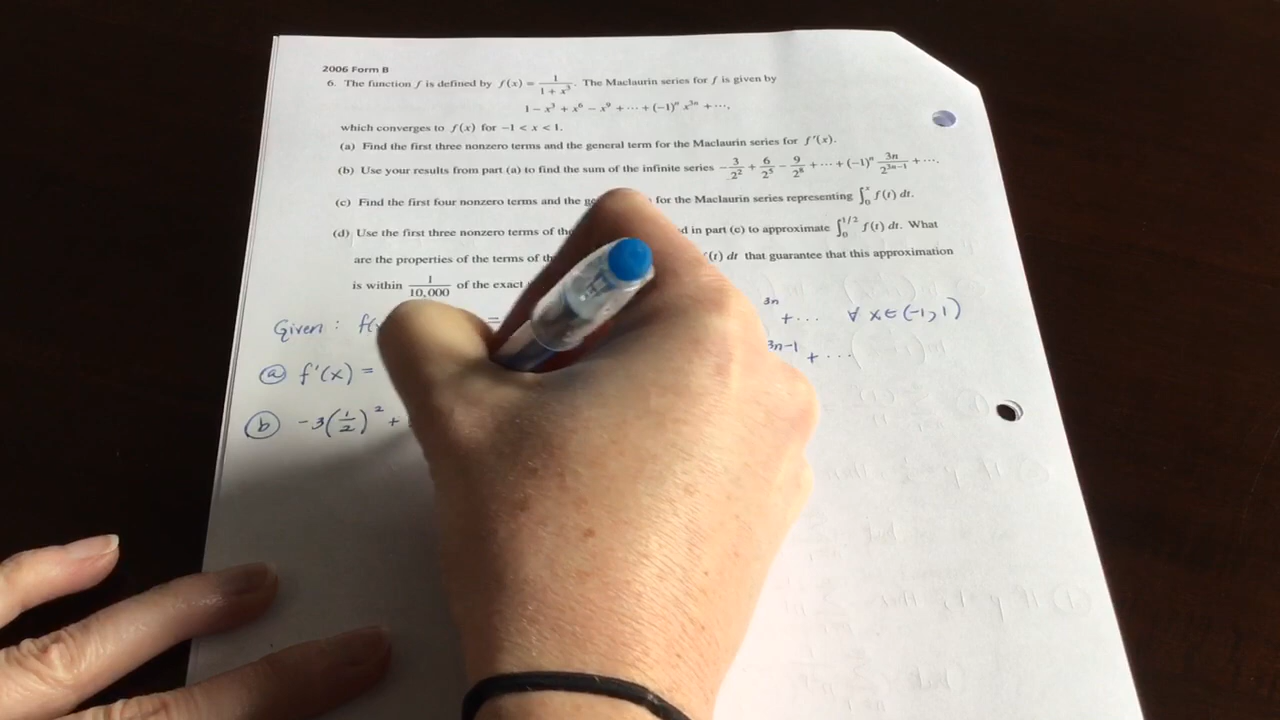 2006 Form B
6. The function f is defined by f(x) = 1/(1 + x³). The Maclaurin series for f is given by
1 − x³ + x⁶ − x⁹ + ⋯ + (−1)ⁿ x³ⁿ + ⋯,
which converges to f(x) for −1 < x < 1.
(a) Find the first three nonzero terms and the general term for the Maclaurin series for f′(x).
(b) Use your results from part (a) to find the sum of the infinite series −3/2² + 6/2⁵ − 9/2⁸ + ⋯ + (−1)ⁿ 3n/2³ⁿ⁻¹ + ⋯.
(c) Find the first four nonzero terms and the for the Maclaurin series representing ∫₀ˣ f(t) dt.
(d) Use the first three nonzero terms of the in part (c) to approximate ∫₀^(1/2) f(t) dt. What
are the properties of the terms of f(t) dt that guarantee that this approximation
is within 1/10,000 of the exact
Given : 3n + ⋯ ∀ x ∈ (−1, 1)
(a) f'(x) = 3n−1 + ⋯
(b) −3(1/2)² +